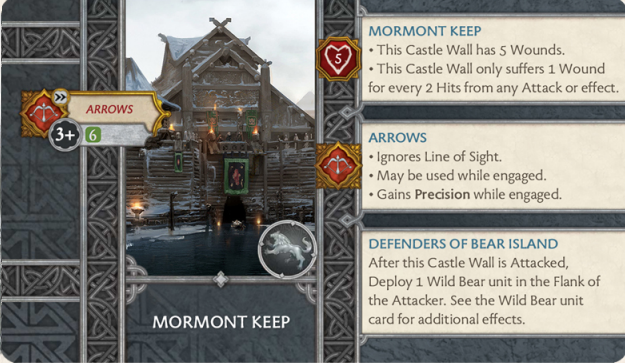 ARROWS
3+ 6
MORMONT KEEP
5
MORMONT KEEP
• This Castle Wall has 5 Wounds.
• This Castle Wall only suffers 1 Wound
for every 2 Hits from any Attack or effect.
ARROWS
• Ignores Line of Sight.
• May be used while engaged.
• Gains Precision while engaged.
DEFENDERS OF BEAR ISLAND
After this Castle Wall is Attacked,
Deploy 1 Wild Bear unit in the Flank of
the Attacker. See the Wild Bear unit
card for additional effects.